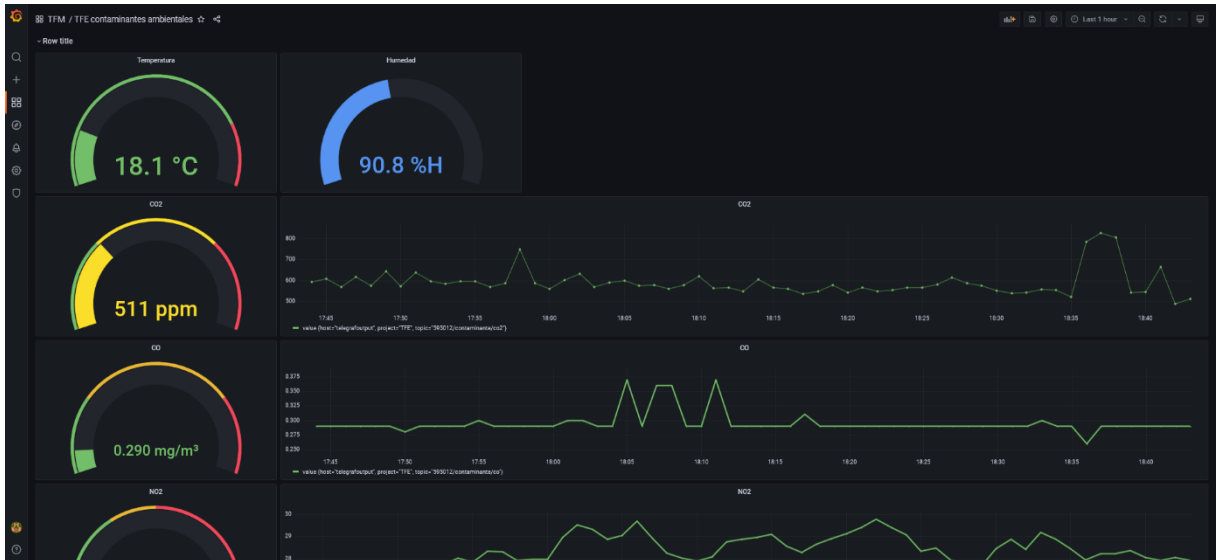 TFM / TFE contaminantes ambientales
Last 1 hour
Row title
Temperatura
18.1 °C
Humedad
90.8 %H
CO2
511 ppm
CO2
800
700
600
500
17:45 17:50 17:55 18:00 18:05 18:10 18:15 18:20 18:25 18:30 18:35 18:40
value {host="telegrafoutput", project="TFE", topic="595012/contaminante/co2"}
CO
0.290 mg/m³
CO
0.375
0.350
0.325
0.300
0.275
0.250
17:45 17:50 17:55 18:00 18:05 18:10 18:15 18:20 18:25 18:30 18:35 18:40
value {host="telegrafoutput", project="TFE", topic="595012/contaminante/co"}
NO2
NO2
30
29
28